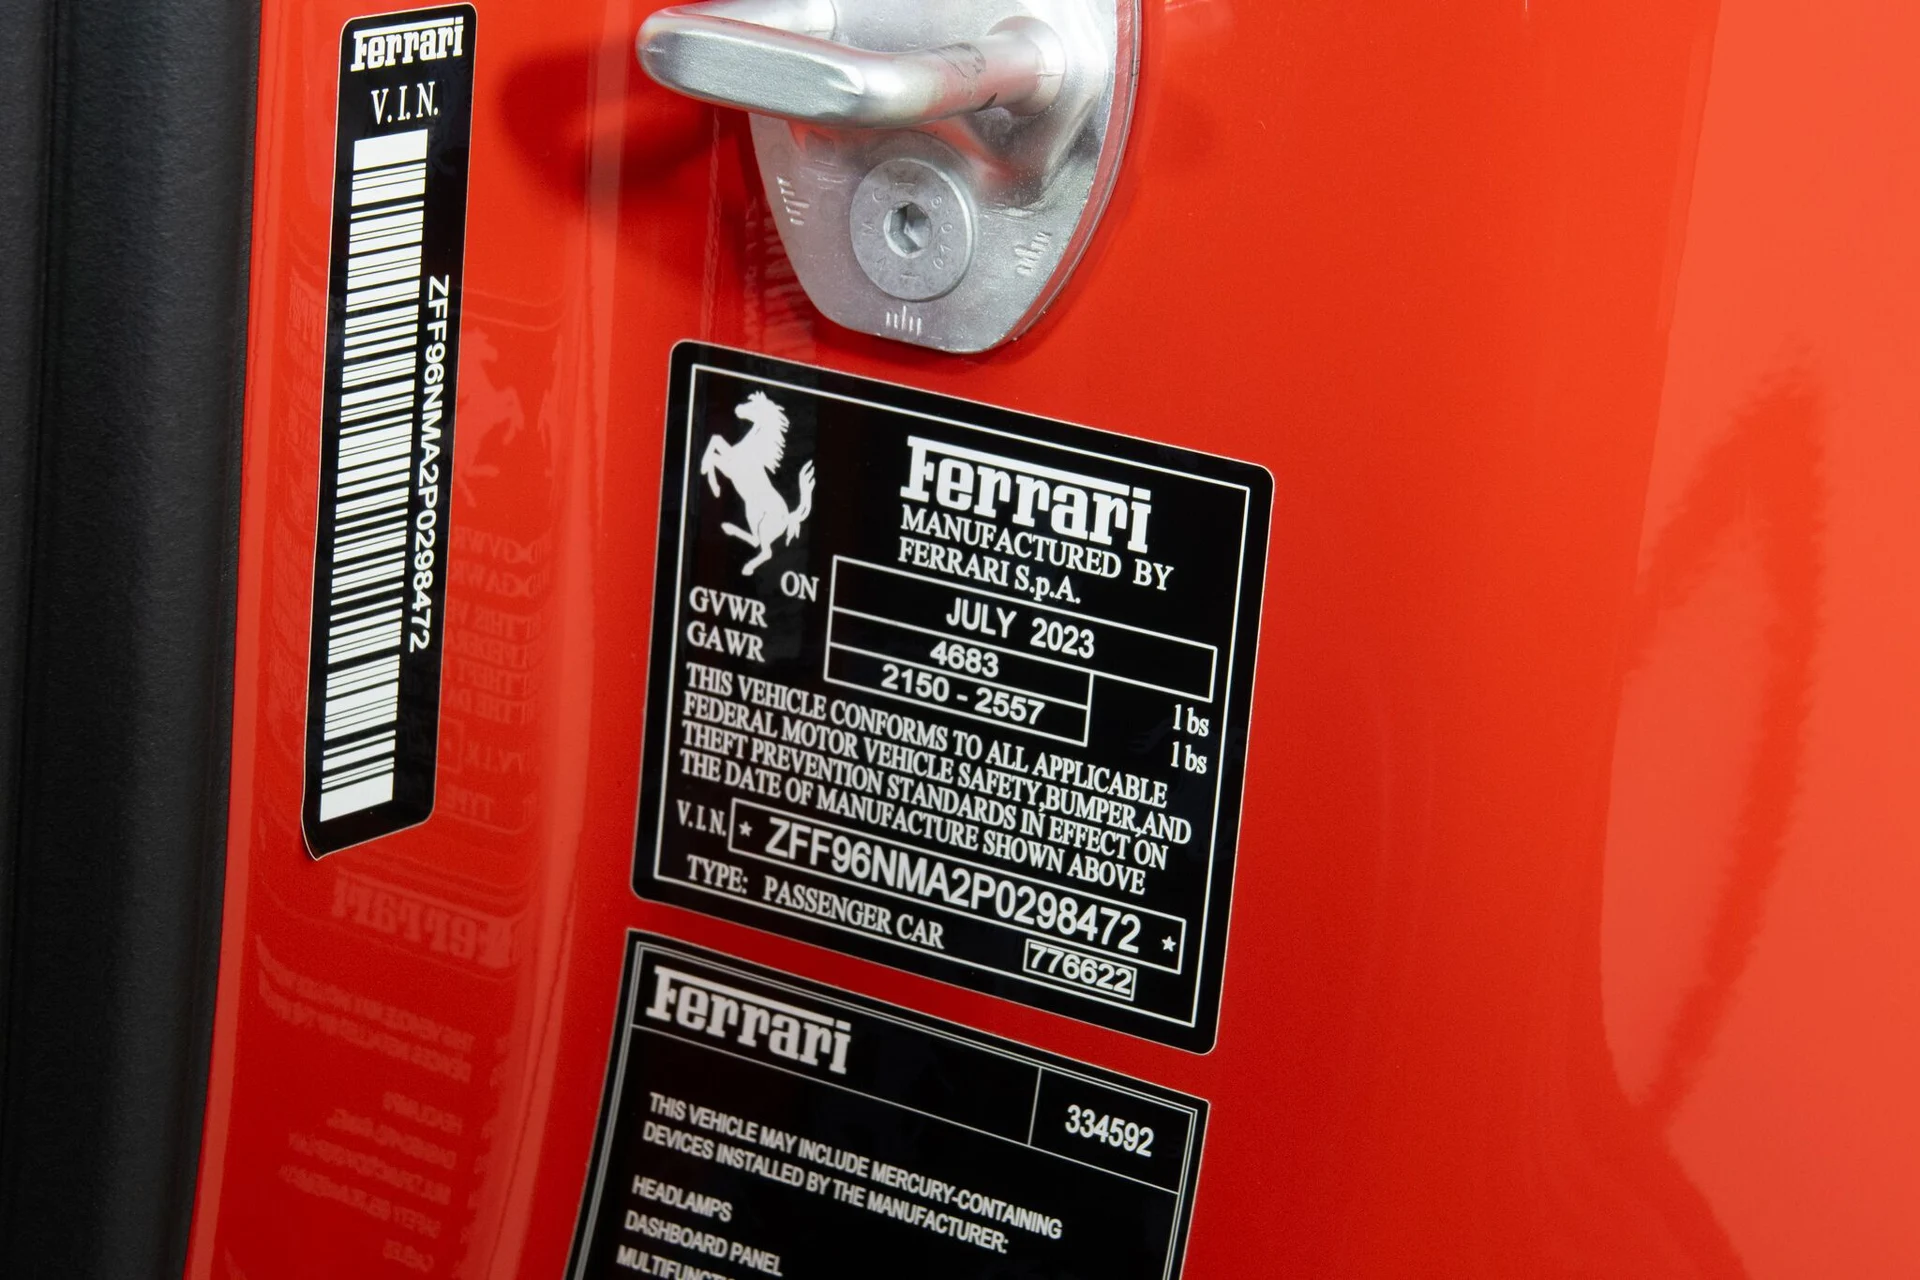 Ferrari
V.I.N.
ZFF96NMA2P0298472
Ferrari
MANUFACTURED BY
FERRARI S.p.A.
ON JULY 2023
GVWR 4683 lbs
GAWR 2150 - 2557 lbs
THIS VEHICLE CONFORMS TO ALL APPLICABLE
FEDERAL MOTOR VEHICLE SAFETY,BUMPER,AND
THEFT PREVENTION STANDARDS IN EFFECT ON
THE DATE OF MANUFACTURE SHOWN ABOVE
V.I.N. ★ ZFF96NMA2P0298472 ★
TYPE: PASSENGER CAR 776622
Ferrari 334592
THIS VEHICLE MAY INCLUDE MERCURY-CONTAINING
DEVICES INSTALLED BY THE MANUFACTURER:
HEADLAMPS
DASHBOARD PANEL